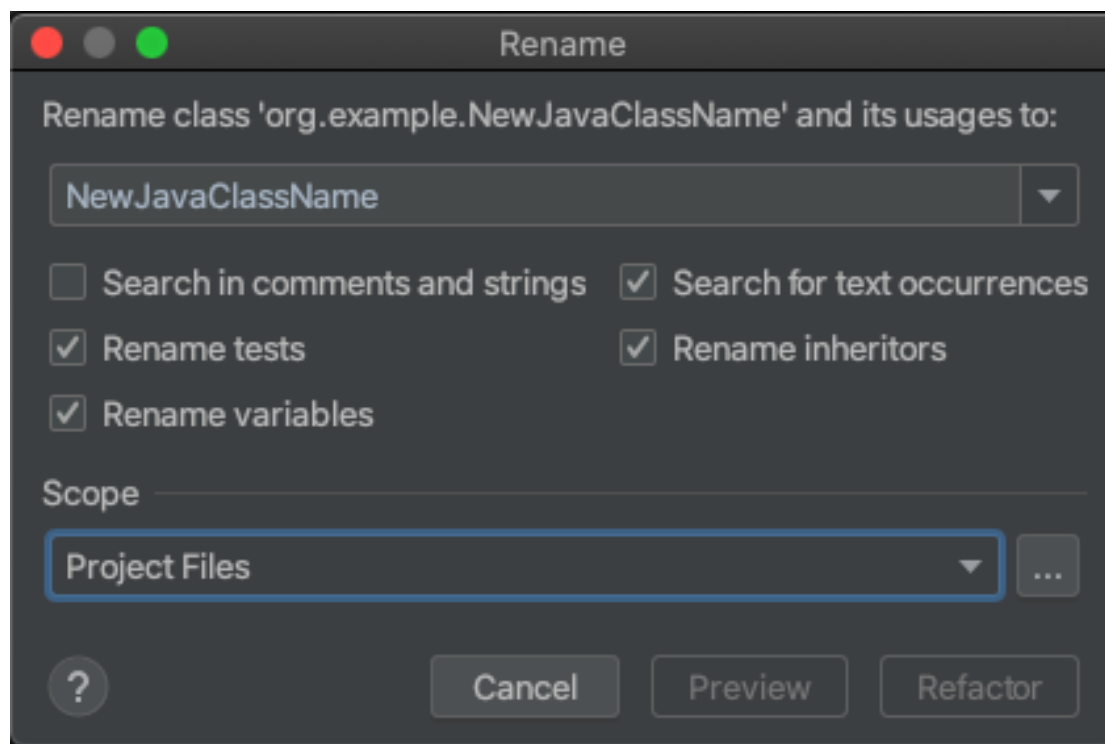 Rename
Rename class 'org.example.NewJavaClassName' and its usages to:
NewJavaClassName
Search in comments and strings Search for text occurrences
Rename tests Rename inheritors
Rename variables
Scope
Project Files ...
? Cancel Preview Refactor